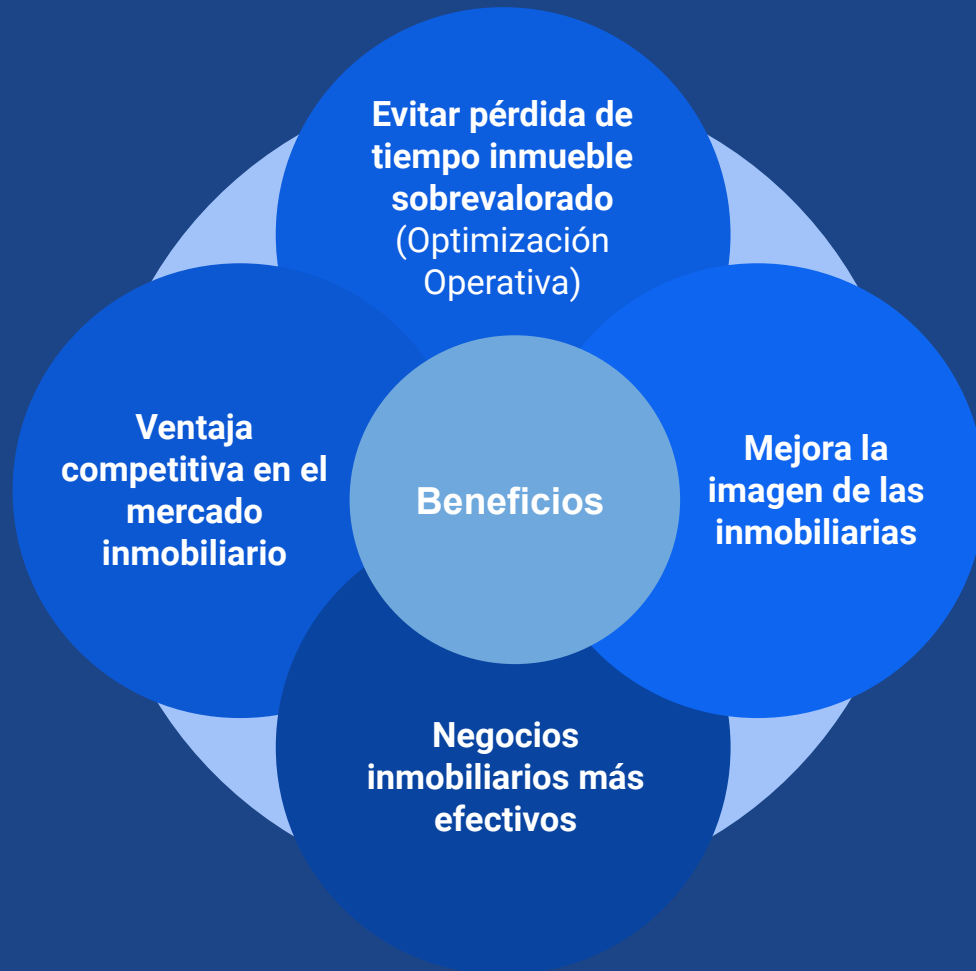 Evitar pérdida de
tiempo inmueble
sobrevalorado
(Optimización
Operativa)
Ventaja
competitiva en el
mercado
inmobiliario
Beneficios
Mejora la
imagen de las
inmobiliarias
Negocios
inmobiliarios más
efectivos